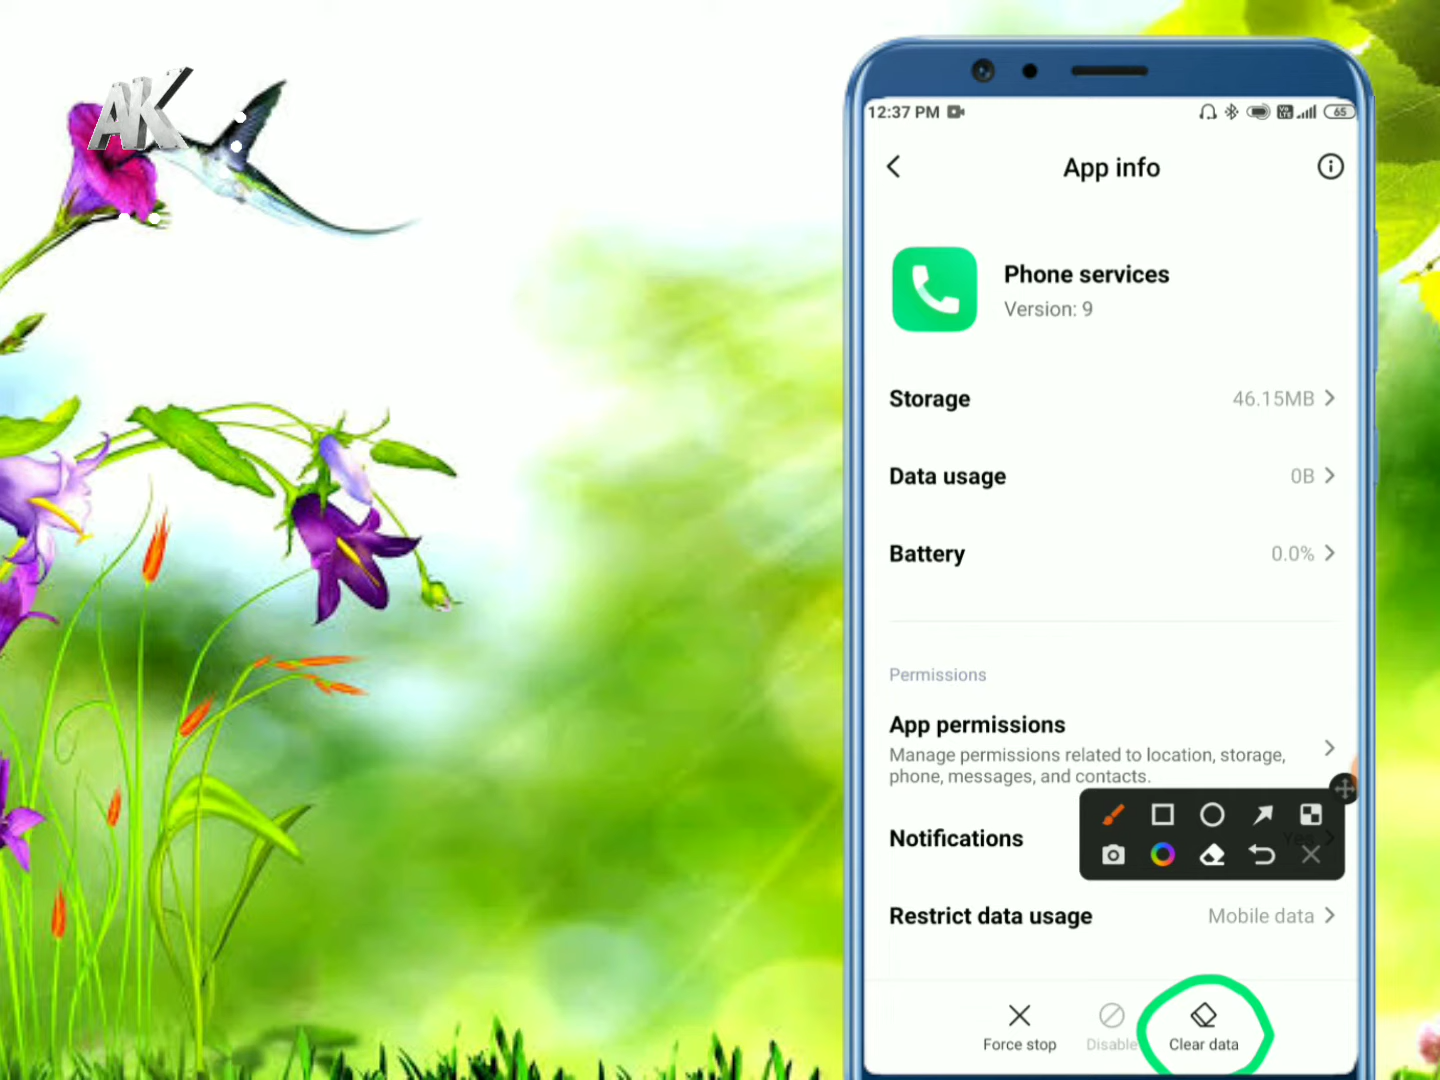 AK
12:37 PM
65
App info
Phone services
Version: 9
Storage 46.15MB
Data usage 0B
Battery 0.0%
Permissions
App permissions
Manage permissions related to location, storage,
phone, messages, and contacts.
Notifications Yes
Restrict data usage Mobile data
Force stop Disable Clear data